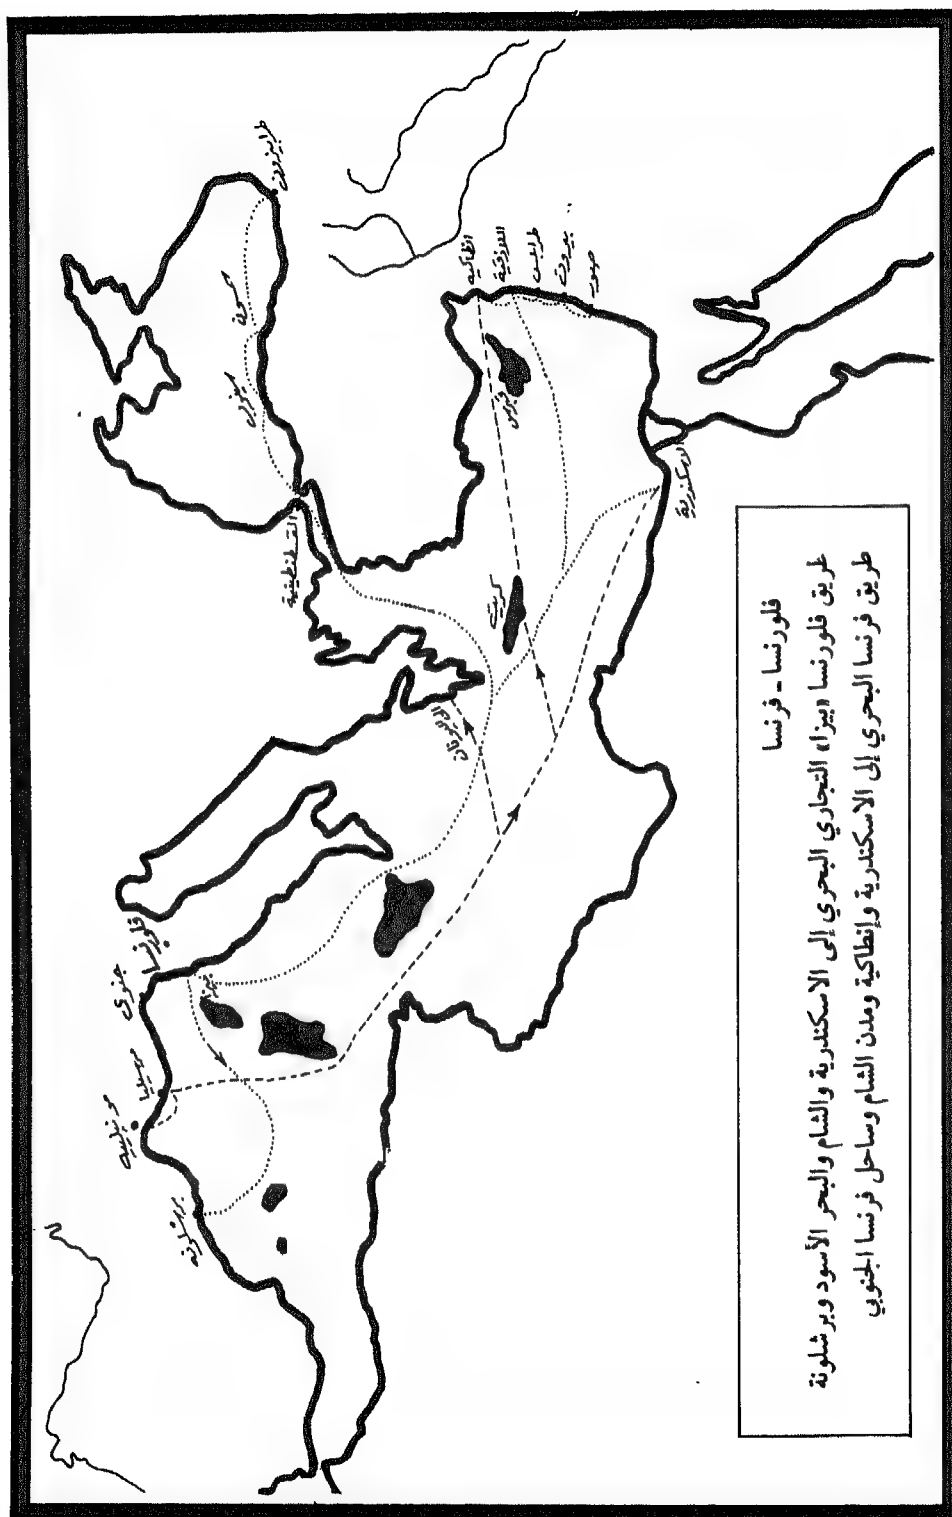 فلورنسا - فرنسا
طريق فلورنسا «بيزا» التجاري البحري إلى الاسكندرية والشام والبحر الأسود وبرشلونة
طريق فرنسا البحري إلى الاسكندرية وإنطاكية ومدن الشام وساحل فرنسا الجنوبي
طرابيزون
سينوب
القسطنطينية
انطاكية
اللاذقية
طرابلس
بيروت
صور
قبرص
كريت
الاسكندرية
فلورنسا
جنوى
بيزا
مرسيليا
مونبلييه
برشلونة